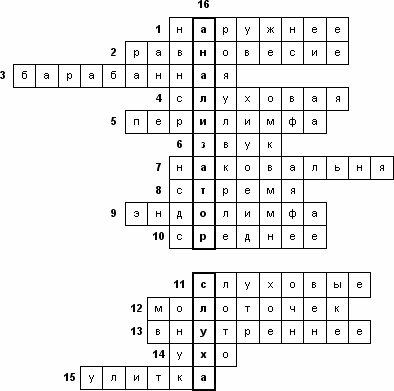 16
1 наружнее
2 равновесие
3 барабанная
4 слуховая
5 перилимфа
6 звук
7 наковальня
8 стремя
9 эндолимфа
10 среднее
11 слуховые
12 молоточек
13 внутреннее
14 ухо
15 улитка